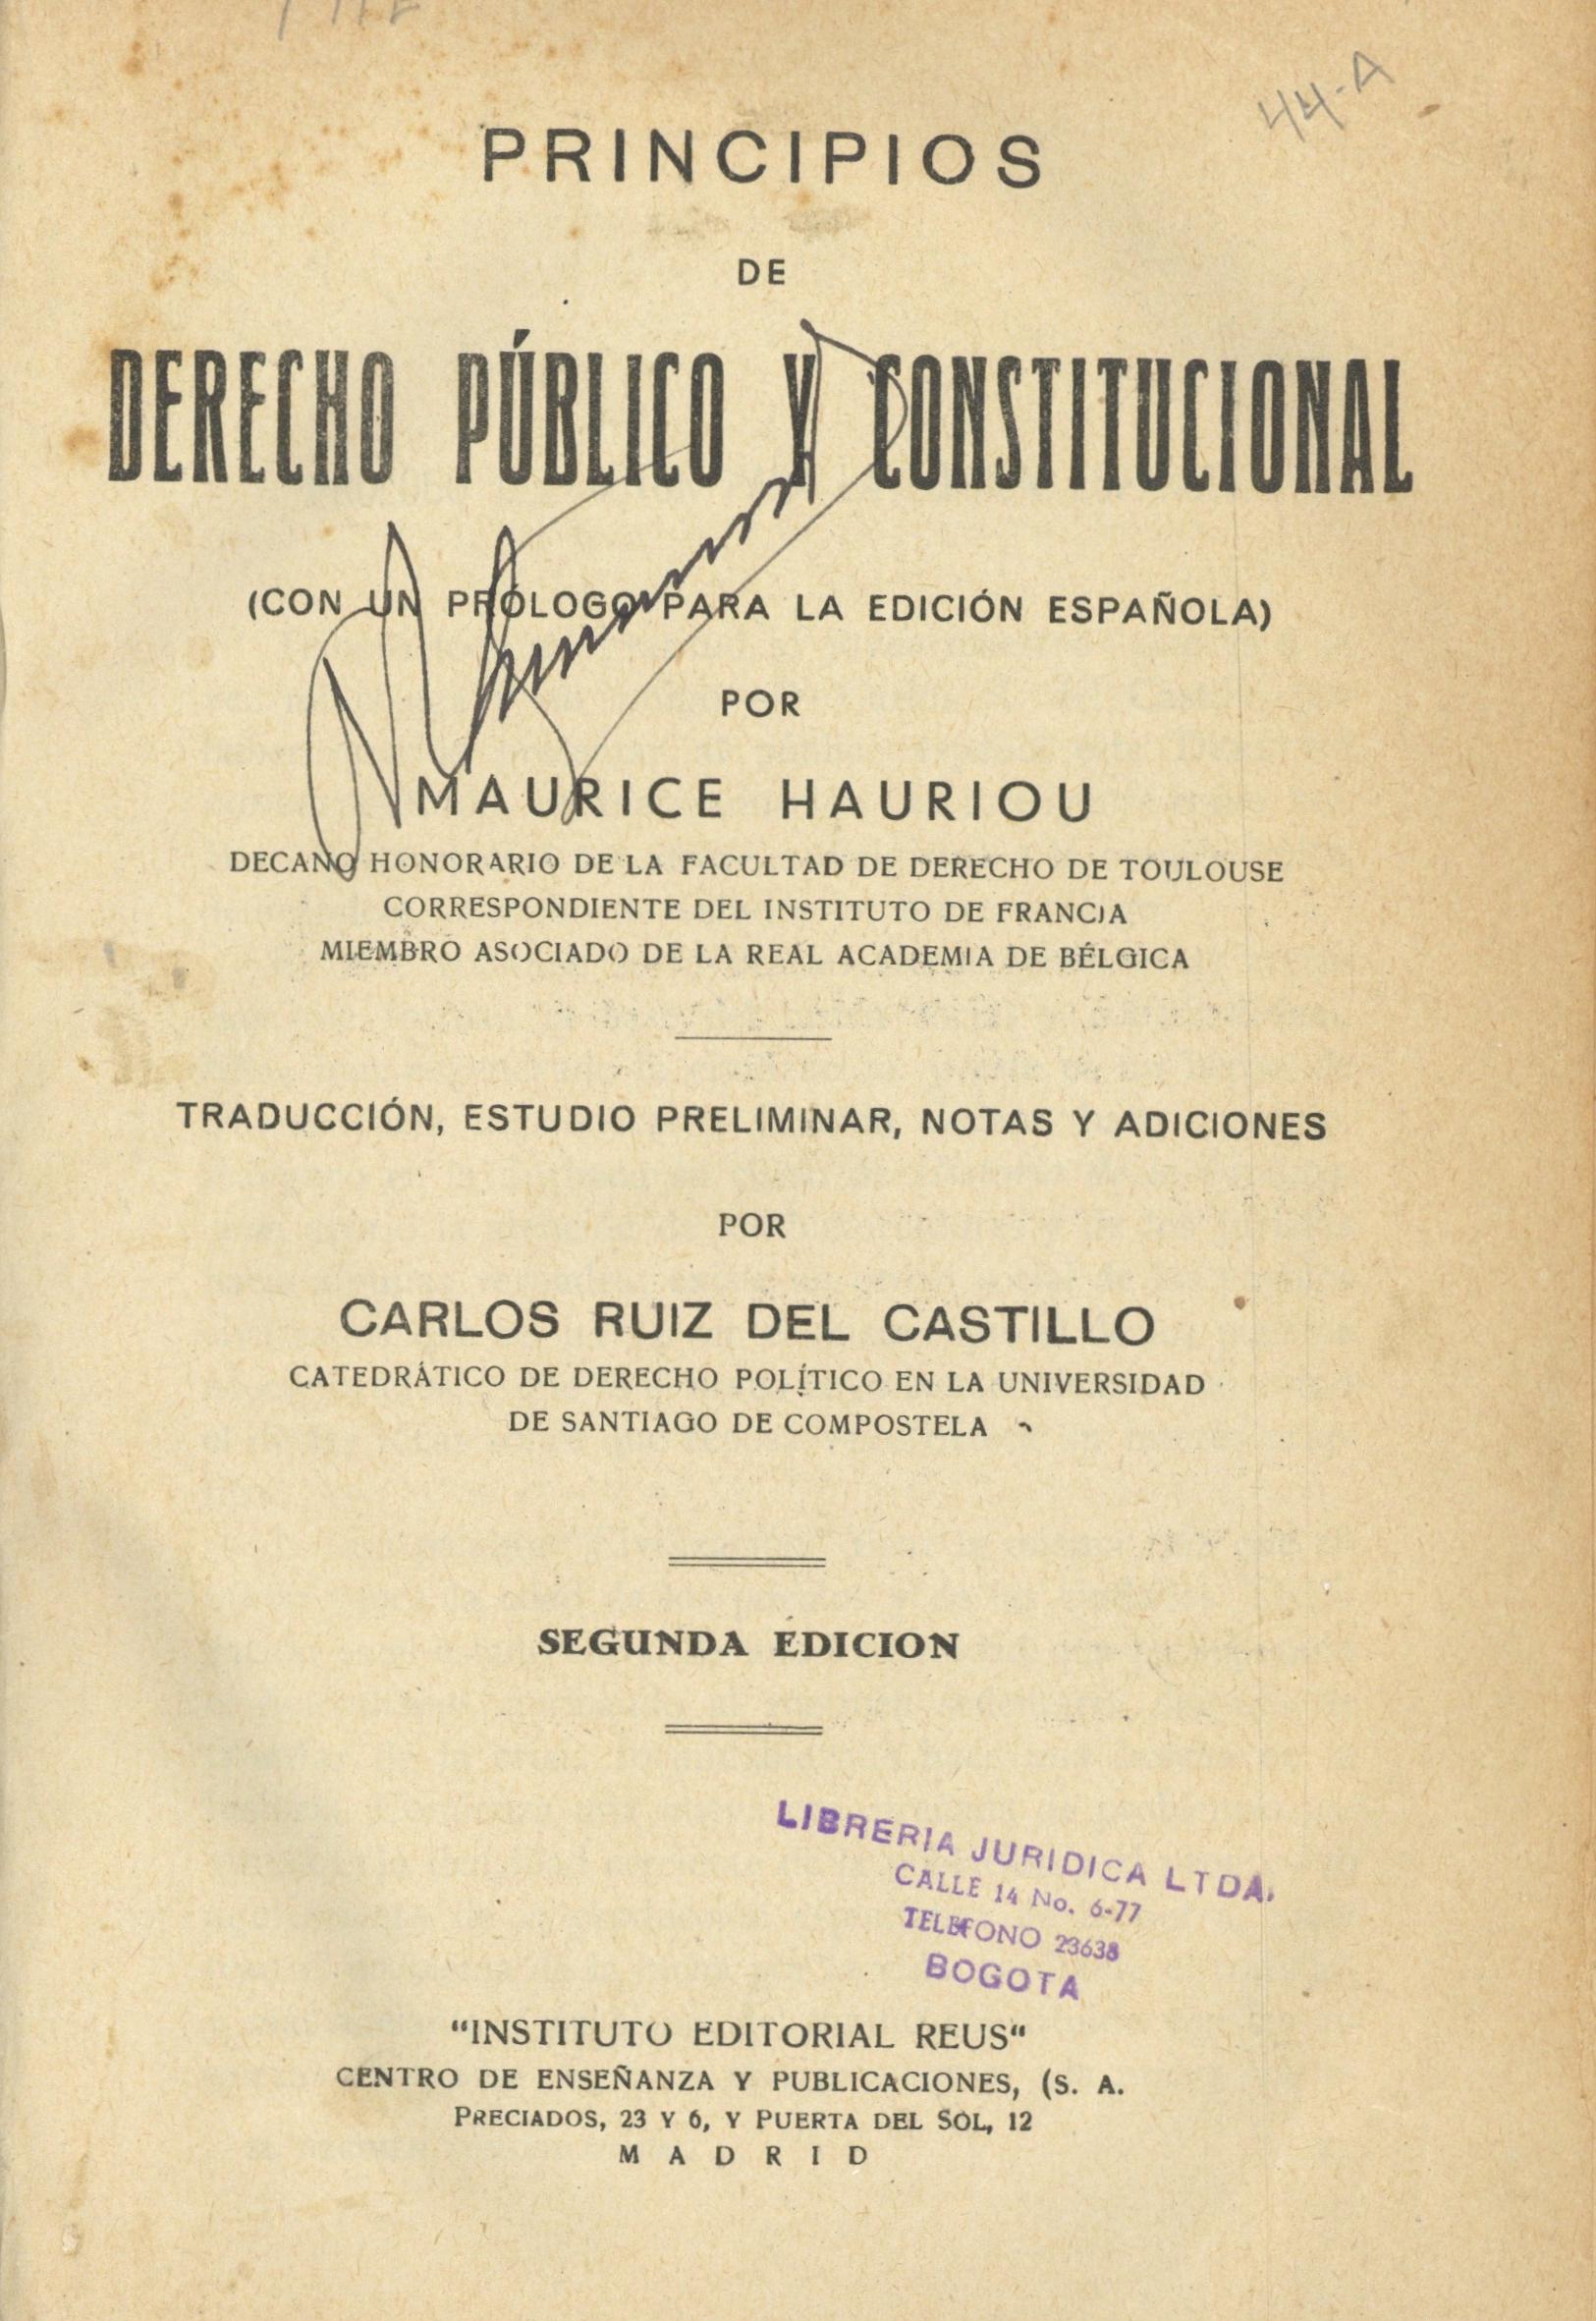 44-A
PRINCIPIOS
DE
DERECHO PÚBLICO Y CONSTITUCIONAL
(CON UN PRÓLOGO PARA LA EDICIÓN ESPAÑOLA)
POR
MAURICE HAURIOU
DECANO HONORARIO DE LA FACULTAD DE DERECHO DE TOULOUSE
CORRESPONDIENTE DEL INSTITUTO DE FRANCIA
MIEMBRO ASOCIADO DE LA REAL ACADEMIA DE BÉLGICA
TRADUCCIÓN, ESTUDIO PRELIMINAR, NOTAS Y ADICIONES
POR
CARLOS RUIZ DEL CASTILLO
CATEDRÁTICO DE DERECHO POLÍTICO EN LA UNIVERSIDAD
DE SANTIAGO DE COMPOSTELA
SEGUNDA EDICION
LIBRERIA JURIDICA LTDA.
CALLE 14 No. 6-77
TELEFONO 23638
BOGOTA
"INSTITUTO EDITORIAL REUS"
CENTRO DE ENSEÑANZA Y PUBLICACIONES, (S. A.
PRECIADOS, 23 Y 6, Y PUERTA DEL SOL, 12
MADRID